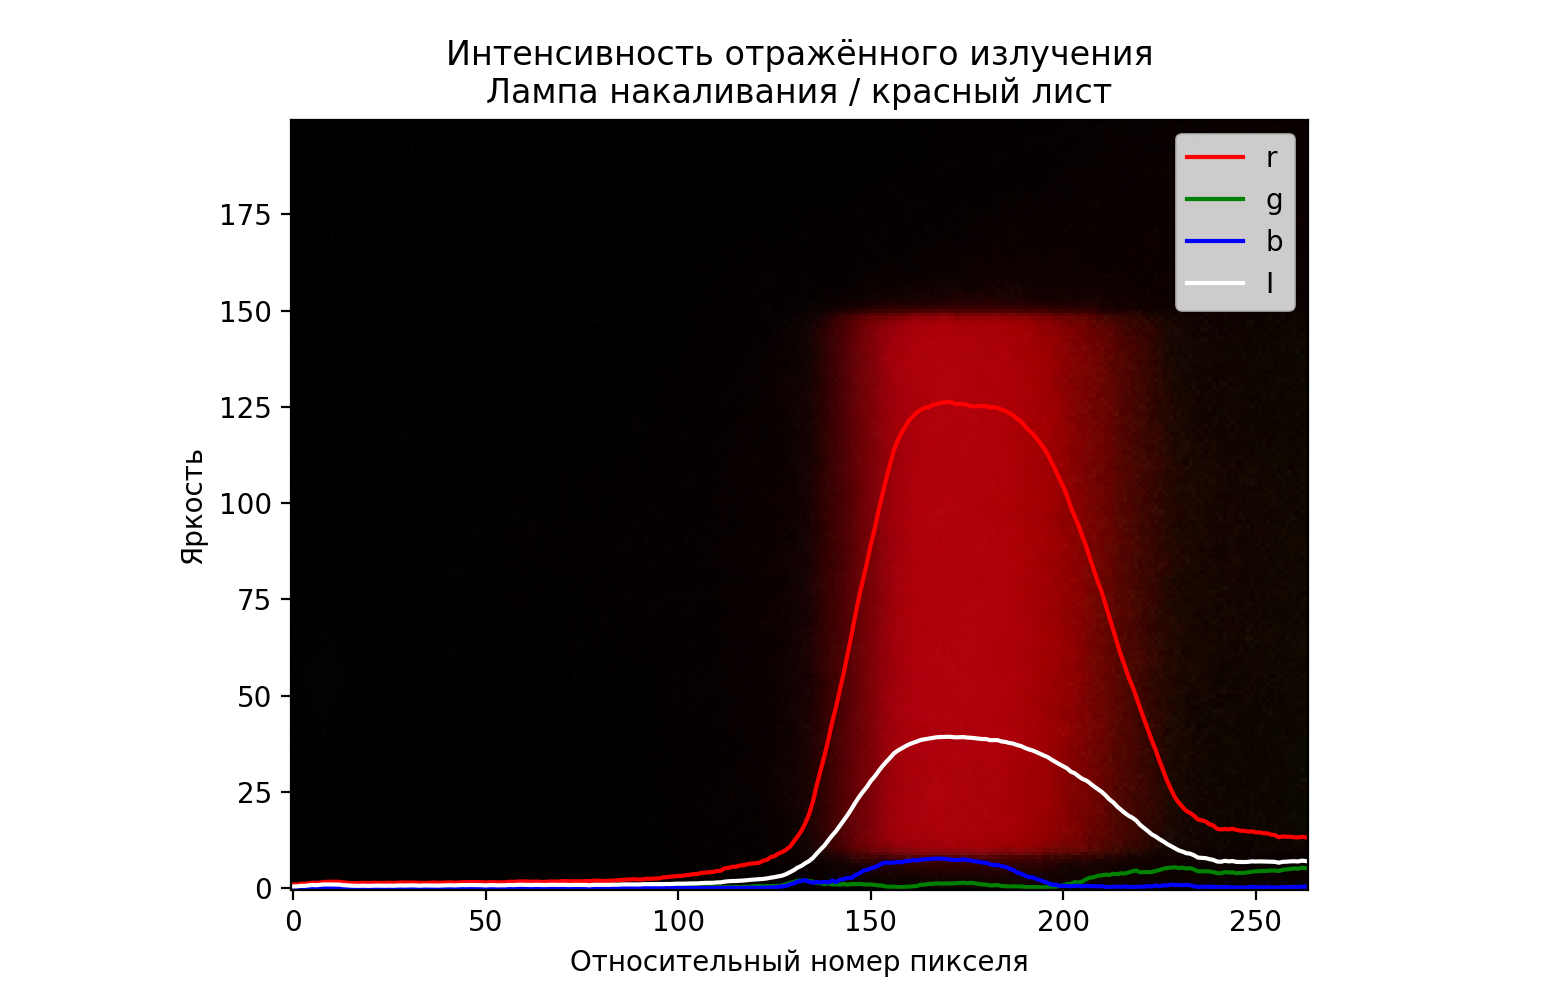 Интенсивность отражённого излучения
Лампа накаливания / красный лист
r
g
b
l
175
150
125
100
75
50
25
0
Яркость
0 50 100 150 200 250
Относительный номер пикселя